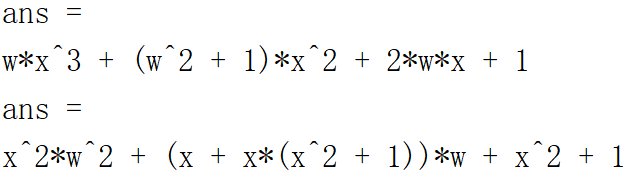 ans =
w*x^3 + (w^2 + 1)*x^2 + 2*w*x + 1
ans =
x^2*w^2 + (x + x*(x^2 + 1))*w + x^2 + 1